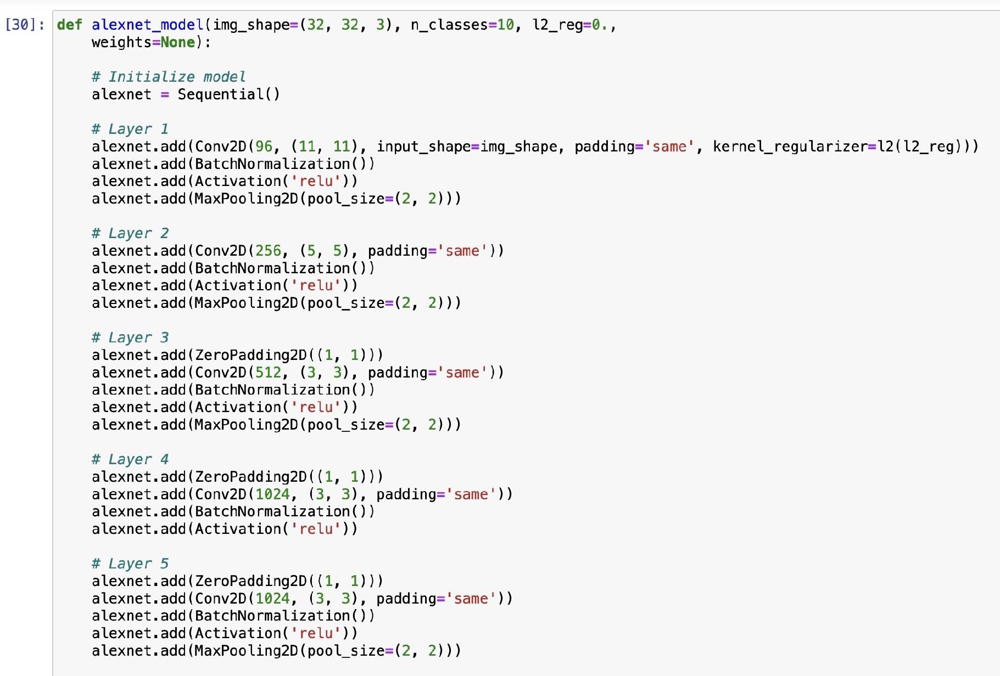 [30]: def alexnet_model(img_shape=(32, 32, 3), n_classes=10, l2_reg=0.,
    weights=None):

    # Initialize model
    alexnet = Sequential()

    # Layer 1
    alexnet.add(Conv2D(96, (11, 11), input_shape=img_shape, padding='same', kernel_regularizer=l2(l2_reg)))
    alexnet.add(BatchNormalization())
    alexnet.add(Activation('relu'))
    alexnet.add(MaxPooling2D(pool_size=(2, 2)))

    # Layer 2
    alexnet.add(Conv2D(256, (5, 5), padding='same'))
    alexnet.add(BatchNormalization())
    alexnet.add(Activation('relu'))
    alexnet.add(MaxPooling2D(pool_size=(2, 2)))

    # Layer 3
    alexnet.add(ZeroPadding2D((1, 1)))
    alexnet.add(Conv2D(512, (3, 3), padding='same'))
    alexnet.add(BatchNormalization())
    alexnet.add(Activation('relu'))
    alexnet.add(MaxPooling2D(pool_size=(2, 2)))

    # Layer 4
    alexnet.add(ZeroPadding2D((1, 1)))
    alexnet.add(Conv2D(1024, (3, 3), padding='same'))
    alexnet.add(BatchNormalization())
    alexnet.add(Activation('relu'))

    # Layer 5
    alexnet.add(ZeroPadding2D((1, 1)))
    alexnet.add(Conv2D(1024, (3, 3), padding='same'))
    alexnet.add(BatchNormalization())
    alexnet.add(Activation('relu'))
    alexnet.add(MaxPooling2D(pool_size=(2, 2)))